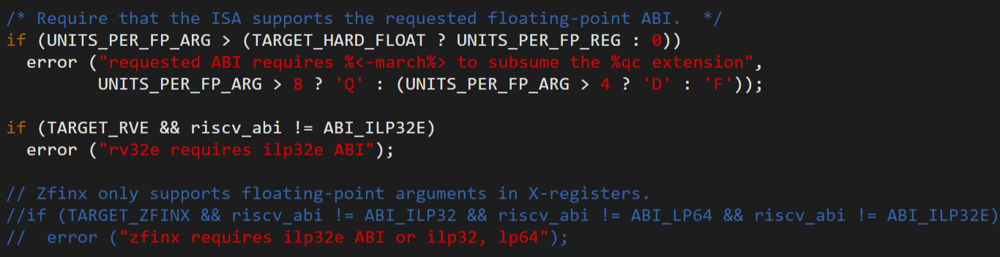 /* Require that the ISA supports the requested floating-point ABI.  */
if (UNITS_PER_FP_ARG > (TARGET_HARD_FLOAT ? UNITS_PER_FP_REG : 0))
  error ("requested ABI requires %<-march%> to subsume the %qc extension",
         UNITS_PER_FP_ARG > 8 ? 'Q' : (UNITS_PER_FP_ARG > 4 ? 'D' : 'F'));

if (TARGET_RVE && riscv_abi != ABI_ILP32E)
  error ("rv32e requires ilp32e ABI");

// Zfinx only supports floating-point arguments in X-registers.
//if (TARGET_ZFINX && riscv_abi != ABI_ILP32 && riscv_abi != ABI_LP64 && riscv_abi != ABI_ILP32E)
//  error ("zfinx requires ilp32e ABI or ilp32, lp64");